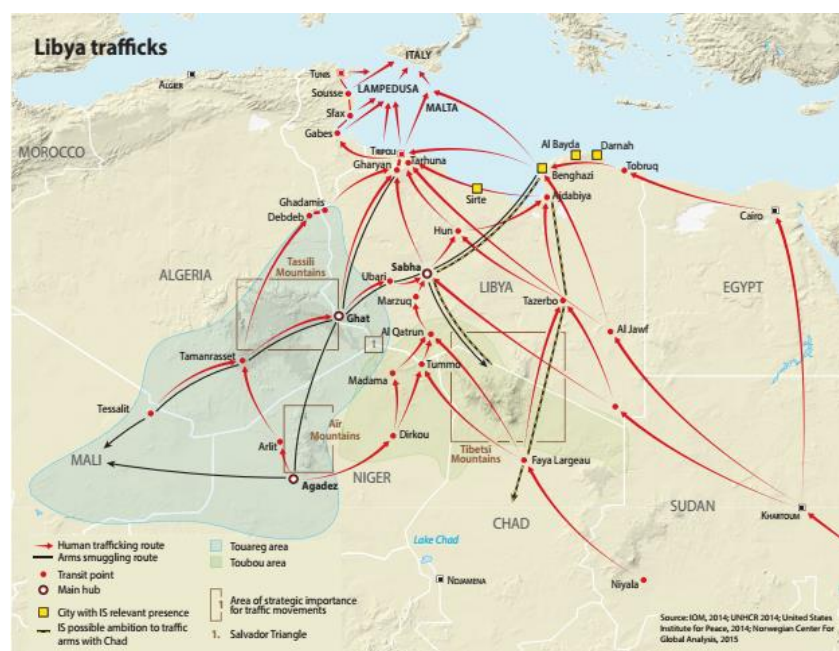 Libya trafficks
ITALY
TUNIS
ALGIER
Sousse
LAMPEDUSA
Sfax
MALTA
Gabes
MOROCCO
TRIPOLI
Al Bayda
Darnah
Gharyan
Tarhuna
Benghazi
Tobruq
Ghadamis
Debdeb
Sirte
Ajdabiya
Cairo
Hun
Tassili
Mountains
ALGERIA
Ubari
Sabha
LIBYA
EGYPT
Marzuq
Tazerbo
Ghat
Al Qatrun
Al Jawf
1
Tamanrasset
Tummo
Madama
Tessalit
Aïr
Mountains
Arlit
Dirkou
Tibetsi
Mountains
MALI
Faya Largeau
Agadez
NIGER
SUDAN
KHARTOUM
CHAD
Lake Chad
Niyala
NDJAMENA
Human trafficking route
Arms smuggling route
Transit point
Main hub
City with IS relevant presence
IS possible ambition to traffic
arms with Chad
Touareg area
Toubou area
1
Area of strategic importance
for traffic movements
1. Salvador Triangle
Source: IOM, 2014; UNHCR 2014; United States
Institute for Peace, 2014; Norwegian Center For
Global Analysis, 2015